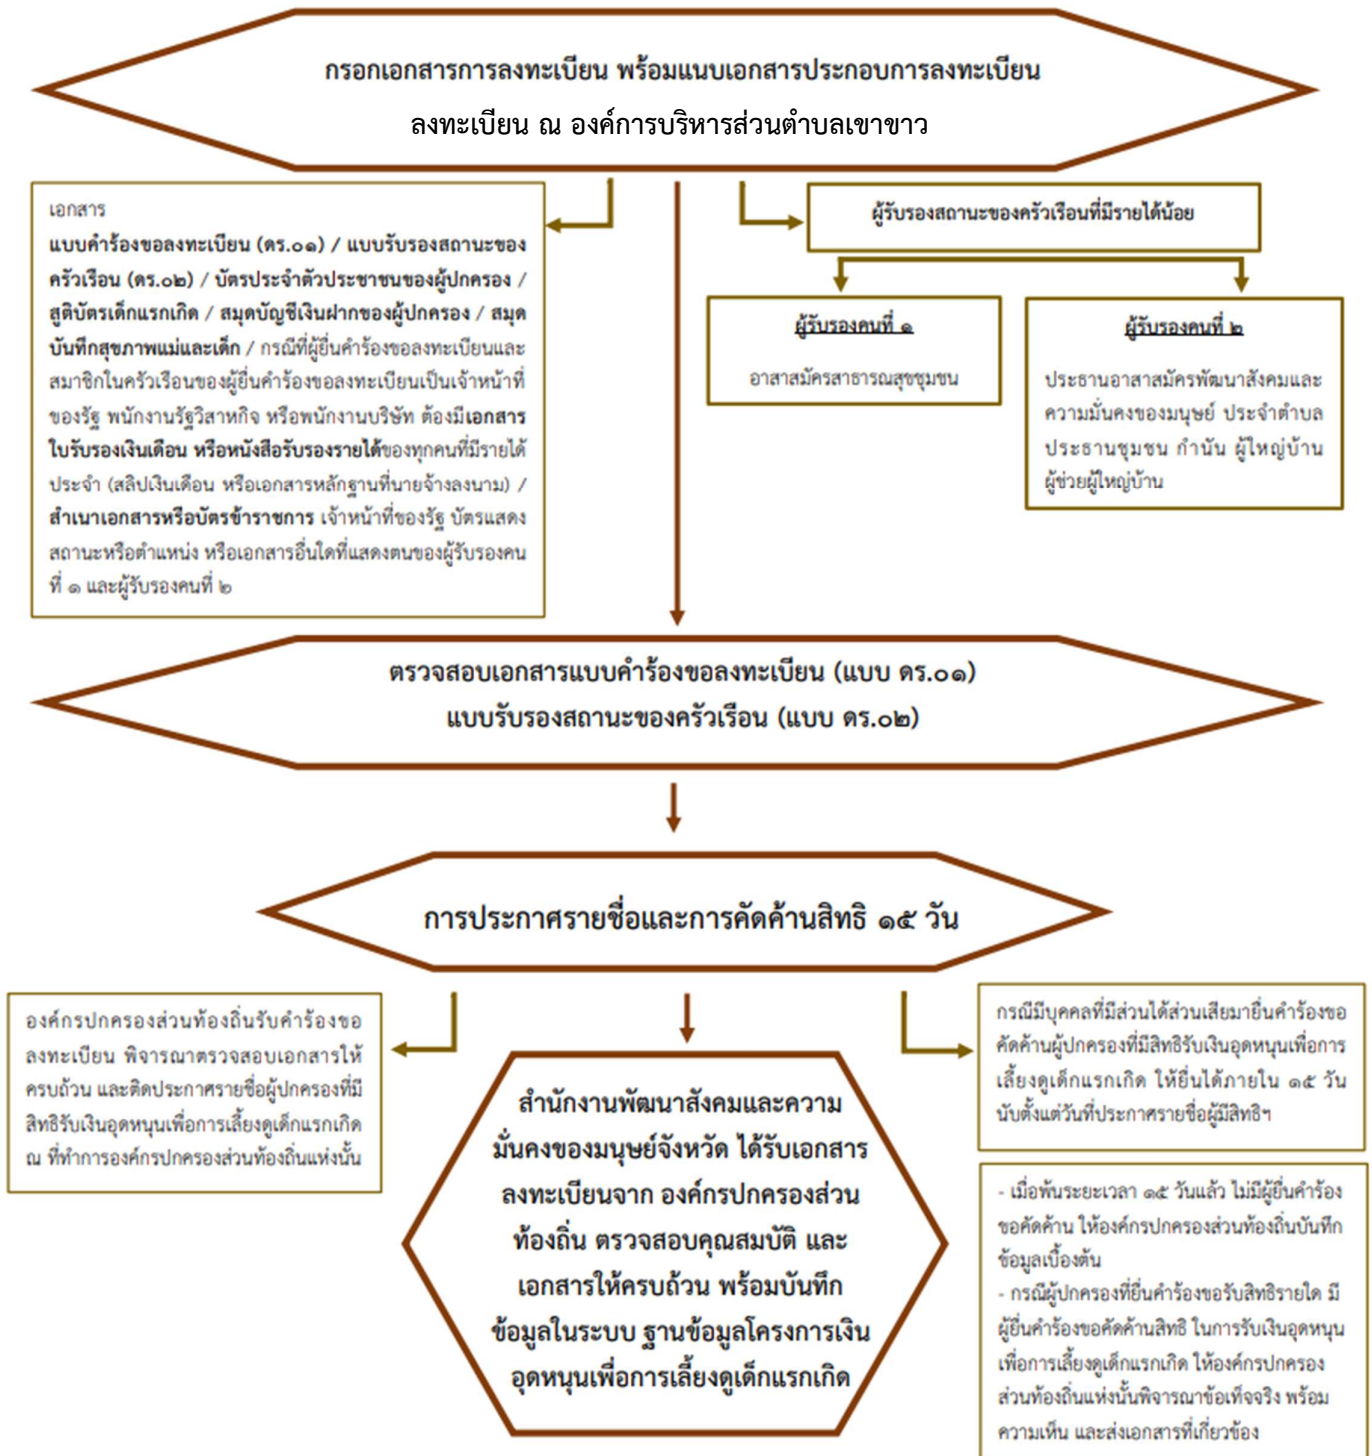 กรอกเอกสารการลงทะเบียน พร้อมแนบเอกสารประกอบการลงทะเบียน
ลงทะเบียน ณ องค์การบริหารส่วนตำบลเขาขาว
เอกสาร
แบบคำร้องขอลงทะเบียน (ดร.๐๑) / แบบรับรองสถานะของ
ครัวเรือน (ดร.๐๒) / บัตรประจำตัวประชาชนของผู้ปกครอง /
สูติบัตรเด็กแรกเกิด / สมุดบัญชีเงินฝากของผู้ปกครอง / สมุด
บันทึกสุขภาพแม่และเด็ก / กรณีที่ผู้ยื่นคำร้องขอลงทะเบียนและ
สมาชิกในครัวเรือนของผู้ยื่นคำร้องขอลงทะเบียนเป็นเจ้าหน้าที่
ของรัฐ พนักงานรัฐวิสาหกิจ หรือพนักงานบริษัท ต้องมีเอกสาร
ใบรับรองเงินเดือน หรือหนังสือรับรองรายได้ของทุกคนที่มีรายได้
ประจำ (สลิปเงินเดือน หรือเอกสารหลักฐานที่นายจ้างลงนาม) /
สำเนาเอกสารหรือบัตรข้าราชการ เจ้าหน้าที่ของรัฐ บัตรแสดง
สถานะหรือตำแหน่ง หรือเอกสารอื่นใดที่แสดงตนของผู้รับรองคน
ที่ ๑ และผู้รับรองคนที่ ๒
ผู้รับรองสถานะของครัวเรือนที่มีรายได้น้อย
ผู้รับรองคนที่ ๑
อาสาสมัครสาธารณสุขชุมชน
ผู้รับรองคนที่ ๒
ประธานอาสาสมัครพัฒนาสังคมและ
ความมั่นคงของมนุษย์ ประจำตำบล
ประธานชุมชน กำนัน ผู้ใหญ่บ้าน
ผู้ช่วยผู้ใหญ่บ้าน
ตรวจสอบเอกสารแบบคำร้องขอลงทะเบียน (แบบ ดร.๐๑)
แบบรับรองสถานะของครัวเรือน (แบบ ดร.๐๒)
การประกาศรายชื่อและการคัดค้านสิทธิ ๑๕ วัน
องค์กรปกครองส่วนท้องถิ่นรับคำร้องขอ
ลงทะเบียน พิจารณาตรวจสอบเอกสารให้
ครบถ้วน และติดประกาศรายชื่อผู้ปกครองที่มี
สิทธิรับเงินอุดหนุนเพื่อการเลี้ยงดูเด็กแรกเกิด
ณ ที่ทำการองค์กรปกครองส่วนท้องถิ่นแห่งนั้น
สำนักงานพัฒนาสังคมและความ
มั่นคงของมนุษย์จังหวัด ได้รับเอกสาร
ลงทะเบียนจาก องค์กรปกครองส่วน
ท้องถิ่น ตรวจสอบคุณสมบัติ และ
เอกสารให้ครบถ้วน พร้อมบันทึก
ข้อมูลในระบบ ฐานข้อมูลโครงการเงิน
อุดหนุนเพื่อการเลี้ยงดูเด็กแรกเกิด
กรณีมีบุคคลที่มีส่วนได้ส่วนเสียมายื่นคำร้องขอ
คัดค้านผู้ปกครองที่มีสิทธิรับเงินอุดหนุนเพื่อการ
เลี้ยงดูเด็กแรกเกิด ให้ยื่นได้ภายใน ๑๕ วัน
นับตั้งแต่วันที่ประกาศรายชื่อผู้มีสิทธิฯ
- เมื่อพ้นระยะเวลา ๑๕ วันแล้ว ไม่มีผู้ยื่นคำร้อง
ขอคัดค้าน ให้องค์กรปกครองส่วนท้องถิ่นบันทึก
ข้อมูลเบื้องต้น
- กรณีผู้ปกครองที่ยื่นคำร้องขอรับสิทธิรายใด มี
ผู้ยื่นคำร้องขอคัดค้านสิทธิ ในการรับเงินอุดหนุน
เพื่อการเลี้ยงดูเด็กแรกเกิด ให้องค์กรปกครอง
ส่วนท้องถิ่นแห่งนั้นพิจารณาข้อเท็จจริง พร้อม
ความเห็น และส่งเอกสารที่เกี่ยวข้อง